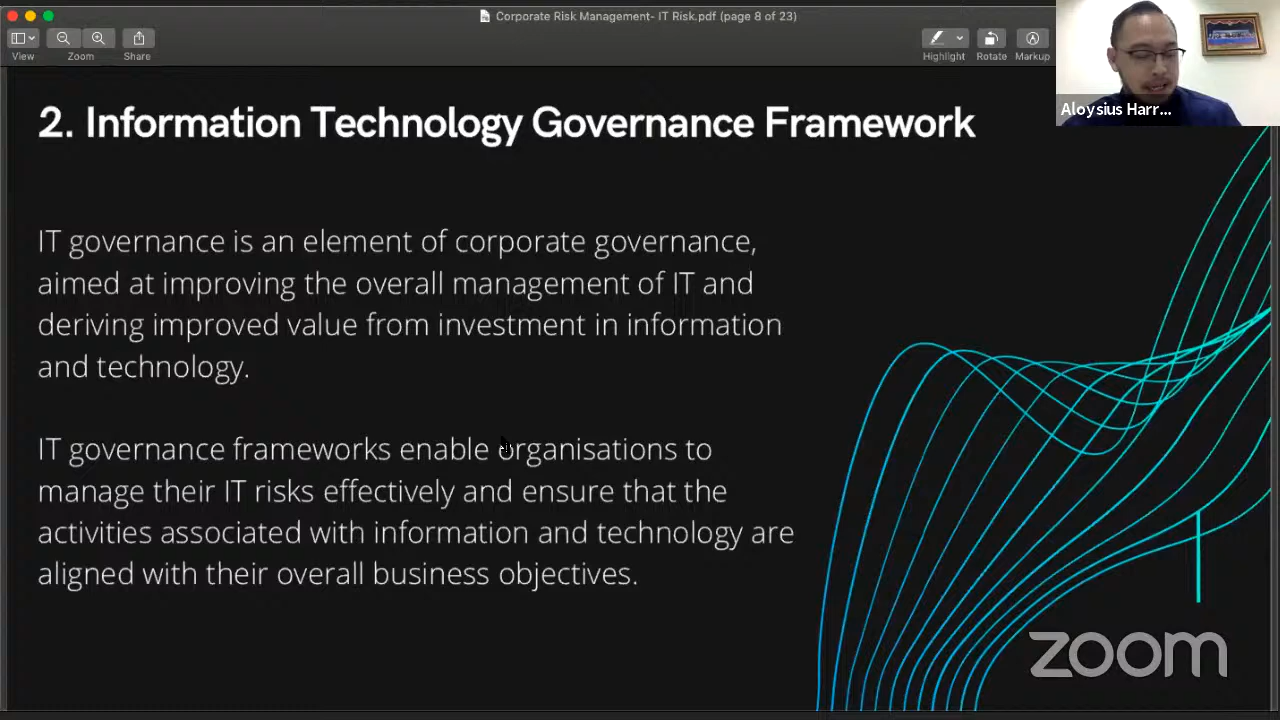 Corporate Risk Management- IT Risk.pdf (page 8 of 23)
View
Zoom
Share
Highlight
Rotate
Markup
Aloysius Harr...
2. Information Technology Governance Framework
IT governance is an element of corporate governance,
aimed at improving the overall management of IT and
deriving improved value from investment in information
and technology.
IT governance frameworks enable organisations to
manage their IT risks effectively and ensure that the
activities associated with information and technology are
aligned with their overall business objectives.
zoom